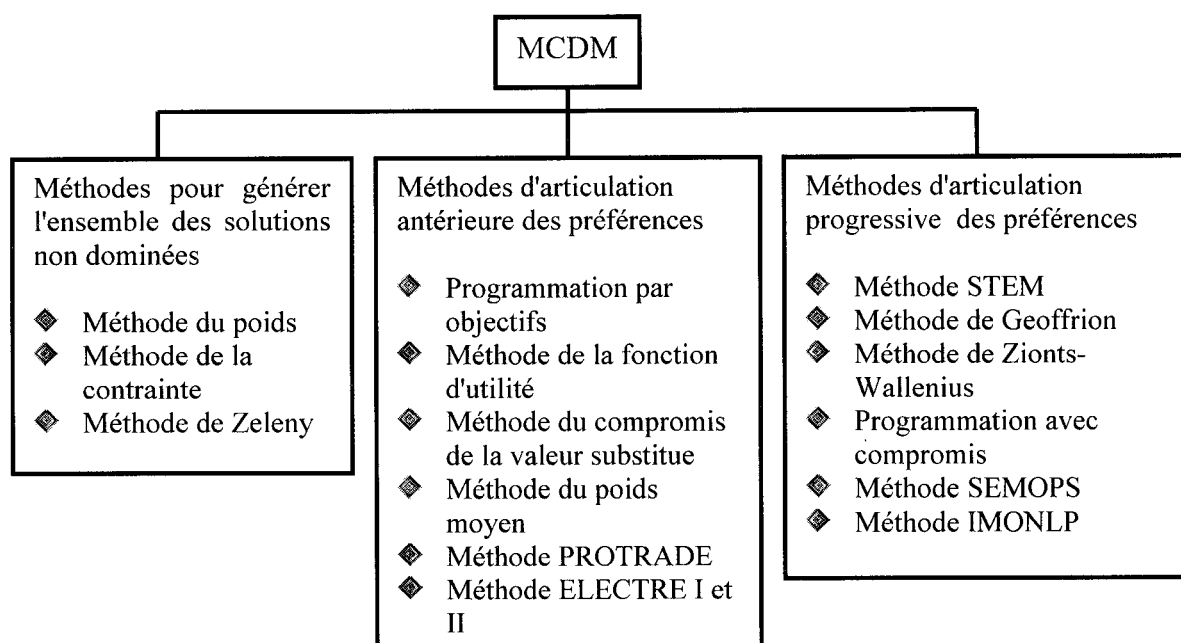 MCDM
Méthodes pour générer
l'ensemble des solutions
non dominées
Méthode du poids
Méthode de la
contrainte
Méthode de Zeleny
Méthodes d'articulation
antérieure des préférences
Programmation par
objectifs
Méthode de la fonction
d'utilité
Méthode du compromis
de la valeur substitue
Méthode du poids
moyen
Méthode PROTRADE
Méthode ELECTRE I et
II
Méthodes d'articulation
progressive des préférences
Méthode STEM
Méthode de Geoffrion
Méthode de Zionts-
Wallenius
Programmation avec
compromis
Méthode SEMOPS
Méthode IMONLP